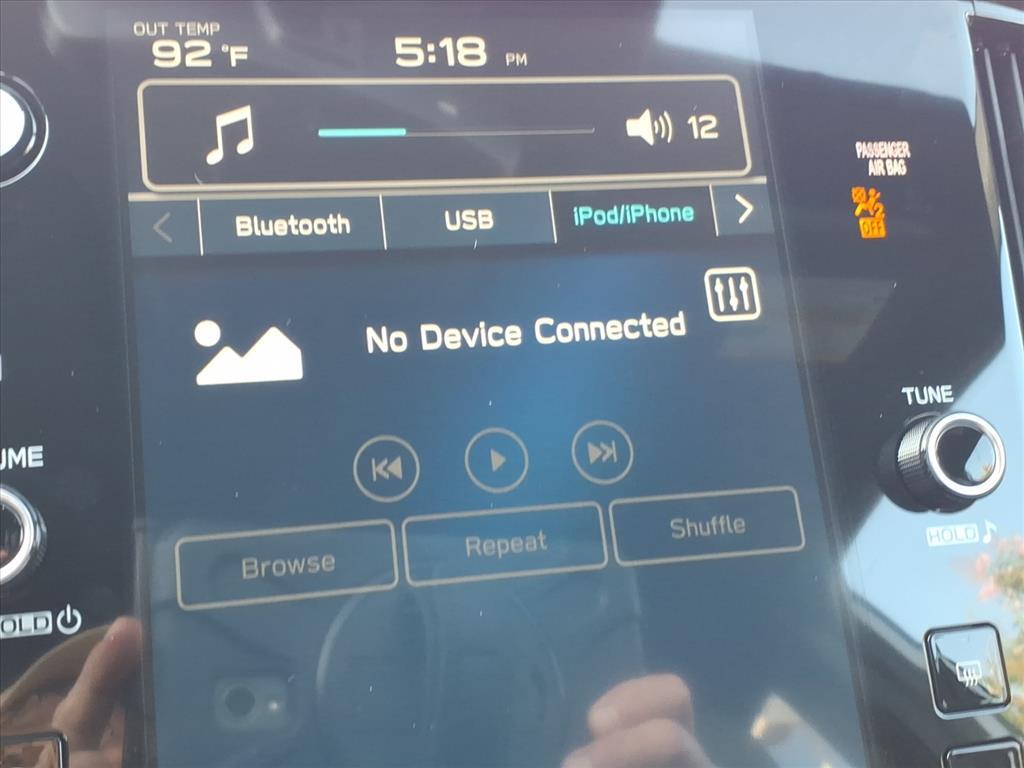 OUT TEMP
92 °F
5:18 PM
12
PASSENGER
AIR BAG
OFF
Bluetooth
USB
iPod/iPhone
No Device Connected
TUNE
UME
HOLD
Browse
Repeat
Shuffle
OLD